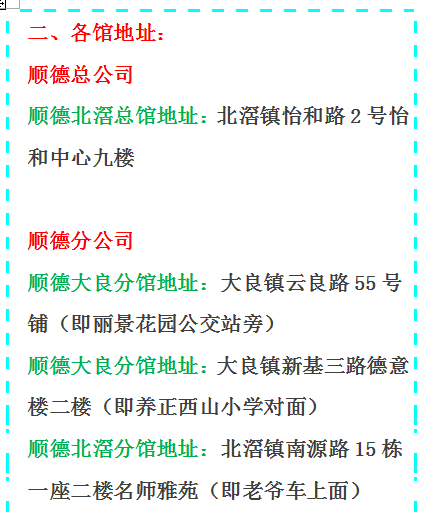 二、各馆地址：
顺德总公司
顺德北滘总馆地址：北滘镇怡和路 2 号怡
和中心九楼
顺德分公司
顺德大良分馆地址：大良镇云良路 55 号
铺（即丽景花园公交站旁）
顺德大良分馆地址：大良镇新基三路德意
楼二楼（即养正西山小学对面）
顺德北滘分馆地址：北滘镇南源路 15 栋
一座二楼名师雅苑（即老爷车上面）